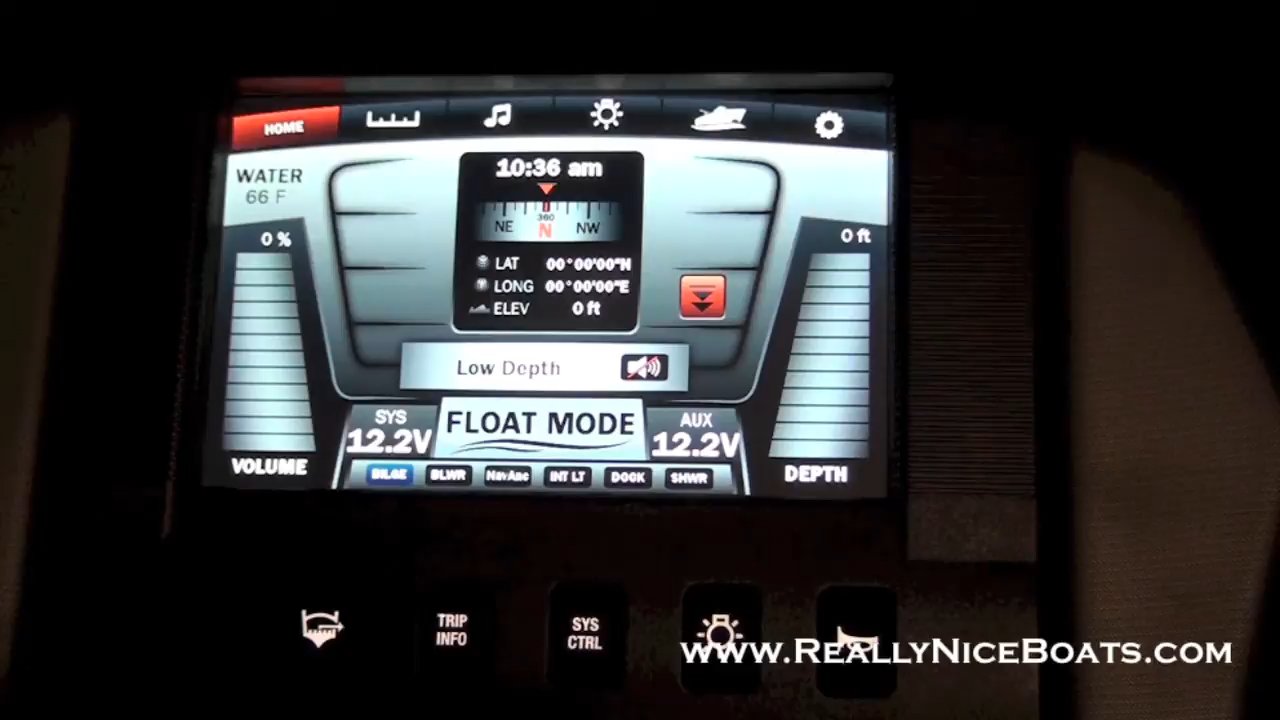 HOME
WATER
66 F
10:36 am
360
NE N NW
LAT 00°00'00"N
LONG 00°00'00"E
ELEV 0 ft
0 %
0 ft
Low Depth
SYS
12.2V
FLOAT MODE
AUX
12.2V
VOLUME
DEPTH
BILGE BLWR NavAnc INT LT DOCK SHWR
TRIP
INFO
SYS
CTRL
www.ReallyNiceBoats.com